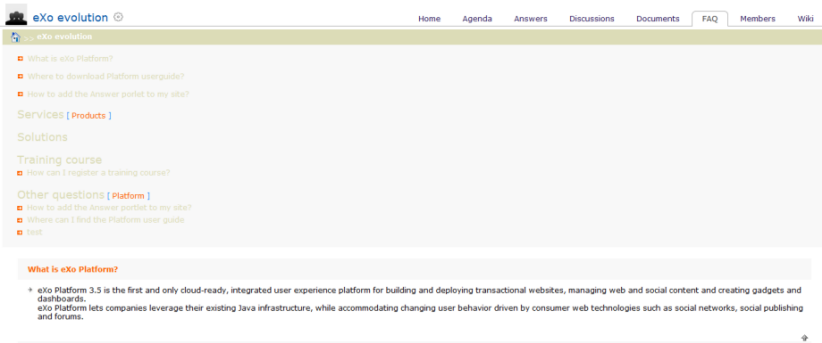 eXo evolution
Home Agenda Answers Discussions Documents FAQ Members Wiki
>> eXo evolution
What is eXo Platform?
Where to download Platform userguide?
How to add the Answer porlet to my site?
Services [ Products ]
Solutions
Training course
How can I register a training course?
Other questions [ Platform ]
How to add the Answer portlet to my site?
Where can I find the Platform user guide
test
What is eXo Platform?
eXo Platform 3.5 is the first and only cloud-ready, integrated user experience platform for building and deploying transactional websites, managing web and social content and creating gadgets and
dashboards.
eXo Platform lets companies leverage their existing Java infrastructure, while accommodating changing user behavior driven by consumer web technologies such as social networks, social publishing
and forums.